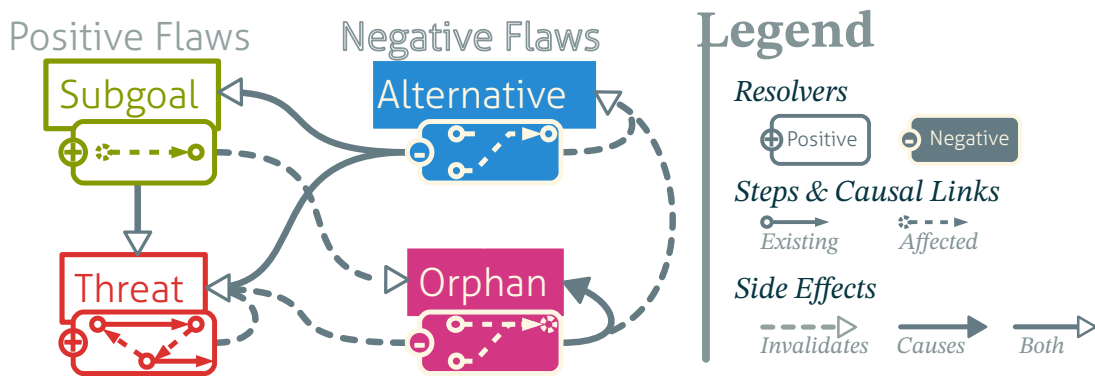 Positive Flaws
Negative Flaws
Subgoal
Alternative
Threat
Orphan
Legend
Resolvers
Positive
Negative
Steps & Causal Links
Existing
Affected
Side Effects
Invalidates
Causes
Both